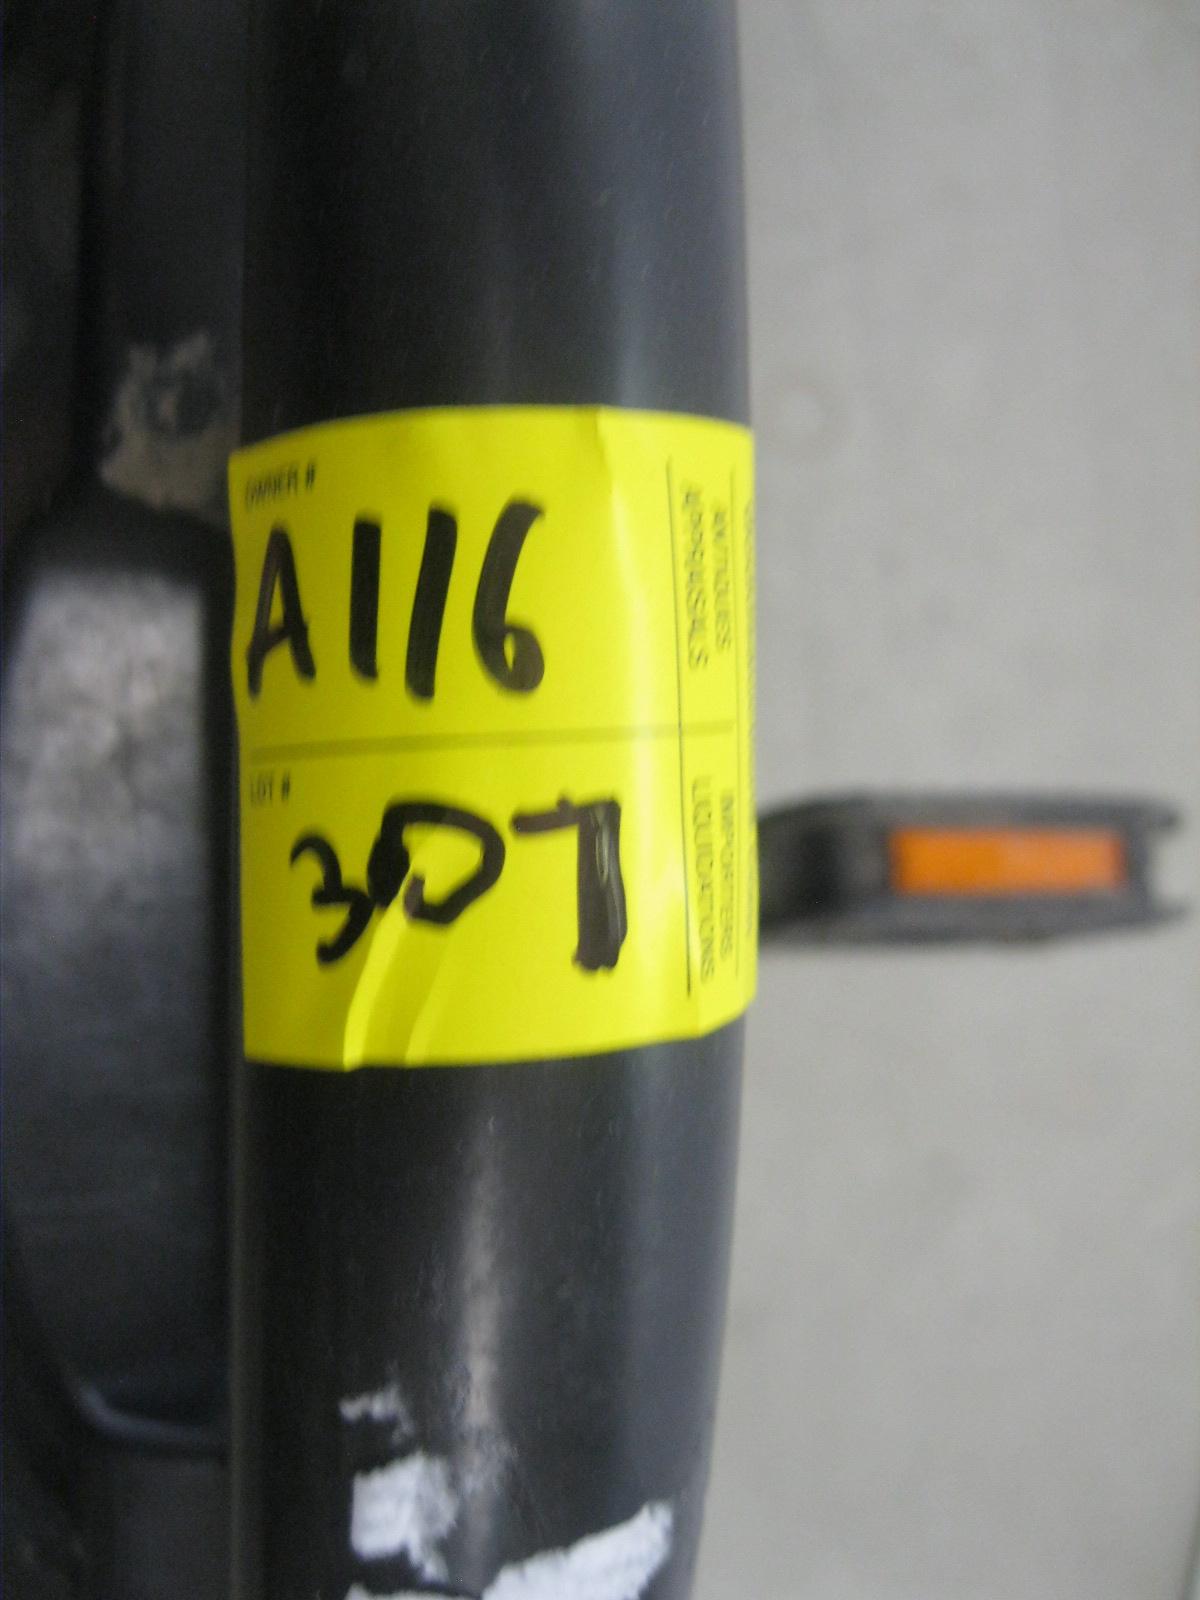 OWNER #
A116
LOT #
307
ANTIQUES
APPRAISALS
IMPORTERS
LIQUIDATIONS